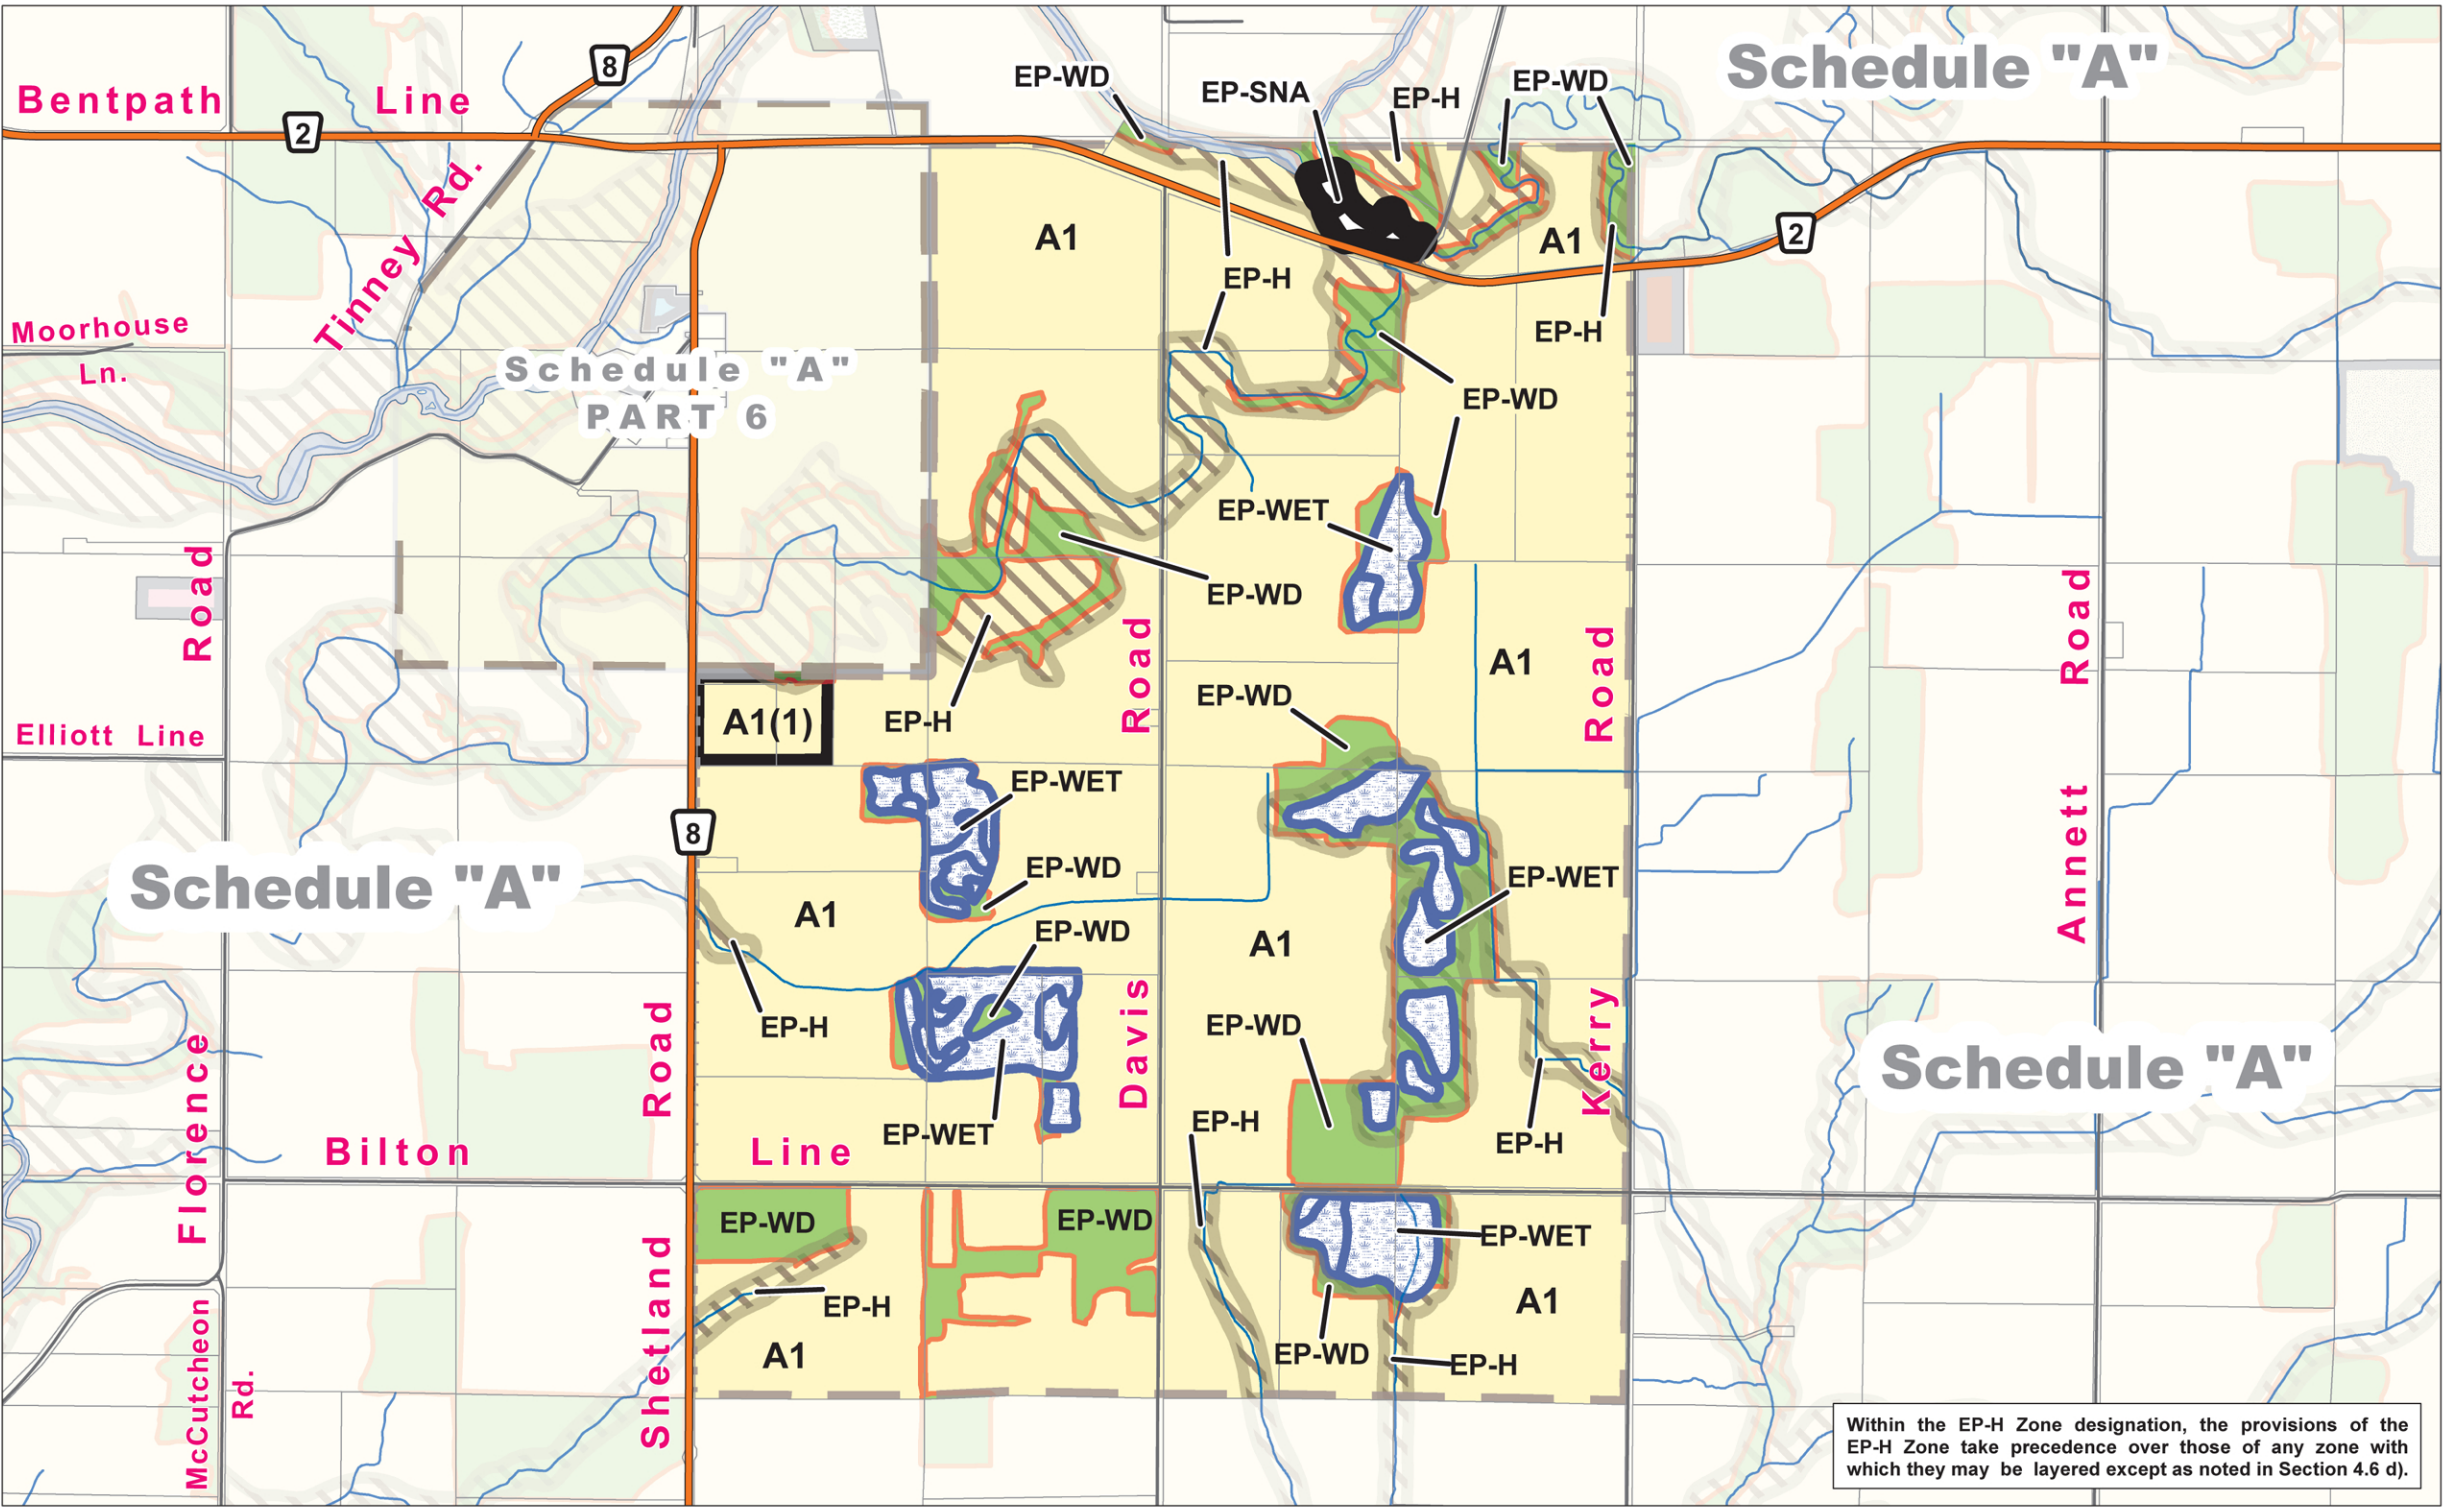 Schedule "A"
EP-WD
EP-SNA
EP-H
EP-WD
8
Bentpath Line
2
Tinney Rd.
A1
A1
2
EP-H
EP-H
Moorhouse
Ln.
Schedule "A"
PART 6
EP-WD
EP-WET
EP-WD
Road
Road
Road
Road
A1
EP-WD
A1(1)
EP-H
Elliott Line
EP-WET
8
EP-WD
EP-WET
Schedule "A"
A1
EP-WD
A1
Annett
EP-H
EP-WD
Davis
Kerry
Road
Florence
Schedule "A"
EP-WET
EP-H
EP-H
Bilton Line
EP-WD
EP-WD
EP-WET
EP-H
A1
A1
EP-WD
EP-H
Shetland
McCutcheon
Rd.
Within the EP-H Zone designation, the provisions of the
EP-H Zone take precedence over those of any zone with
which they may be layered except as noted in Section 4.6 d).